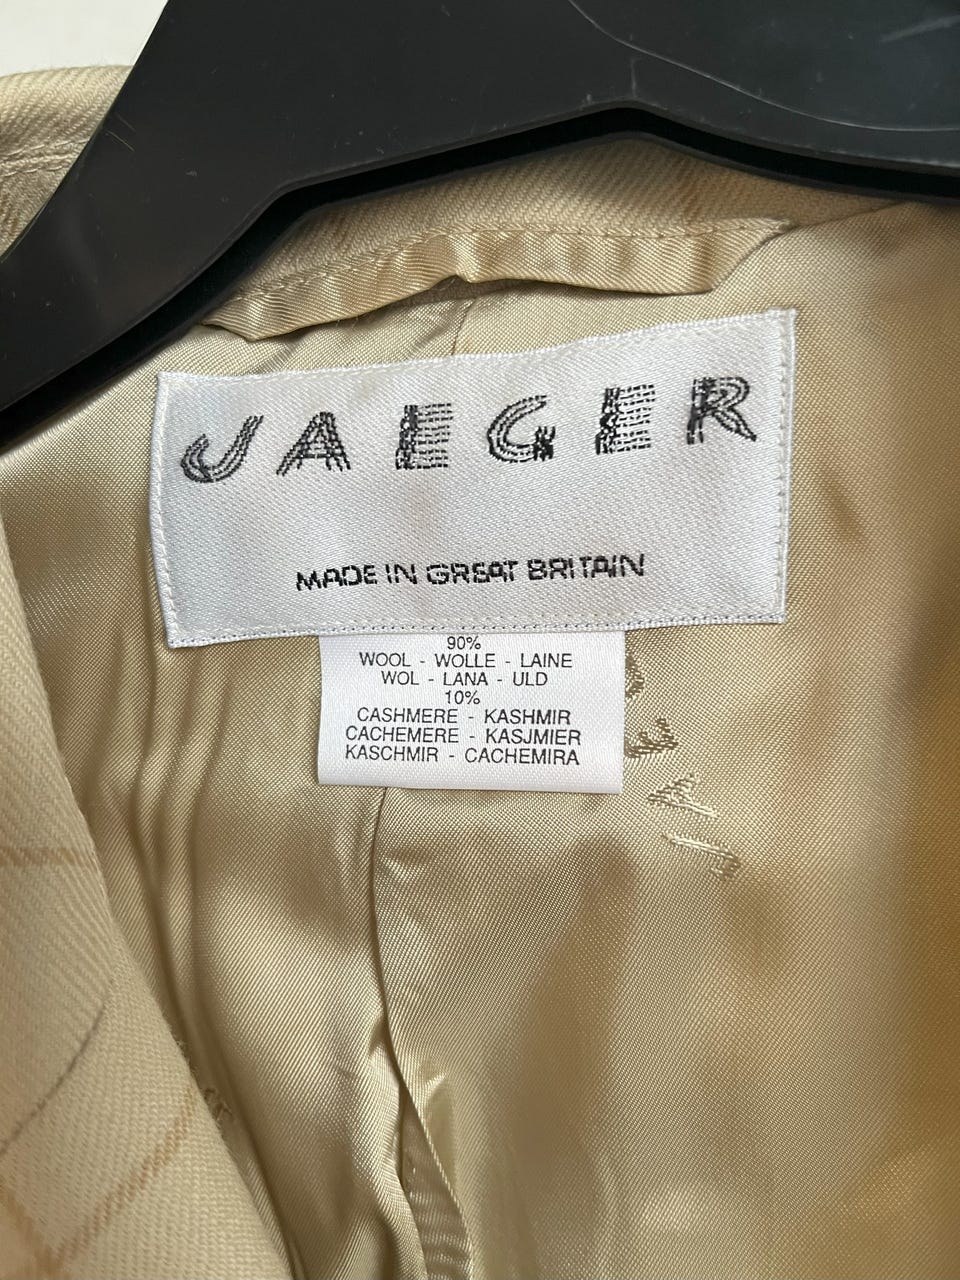 JAEGER
MADE IN GREAT BRITAIN
90%
WOOL - WOLLE - LAINE
WOL - LANA - ULD
10%
CASHMERE - KASHMIR
CACHEMERE - KASJMIER
KASCHMIR - CACHEMIRA